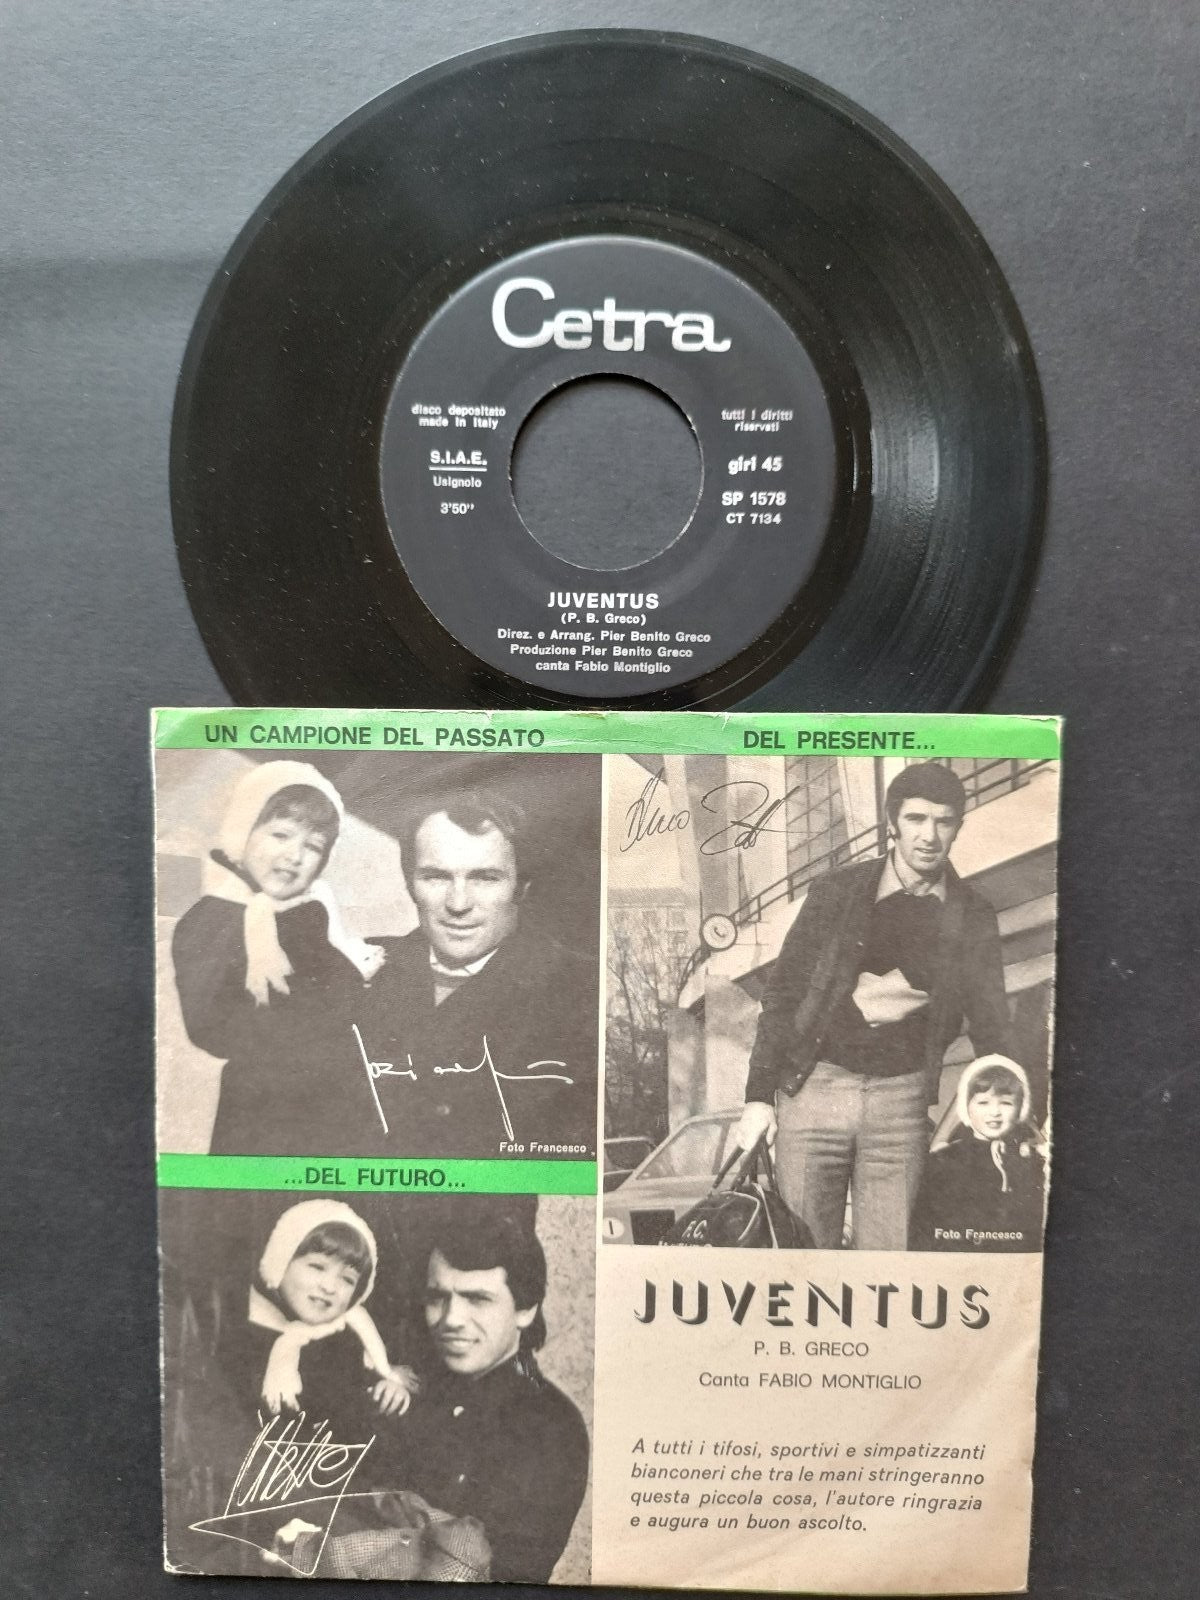 Cetra
disco depositato
made in Italy
tutti i diritti
riservati
S.I.A.E.
Usignolo
3'50"
giri 45
SP 1578
CT 7134
JUVENTUS
(P. B. Greco)
Direz. e Arrang. Pier Benito Greco
Produzione Pier Benito Greco
canta Fabio Montiglio
UN CAMPIONE DEL PASSATO
DEL PRESENTE...
Dino Zoff
Foto Francesco
...DEL FUTURO...
F.C.
Foto Francesco
JUVENTUS
P. B. GRECO
Canta FABIO MONTIGLIO
A tutti i tifosi, sportivi e simpatizzanti
bianconeri che tra le mani stringeranno
questa piccola cosa, l'autore ringrazia
e augura un buon ascolto.